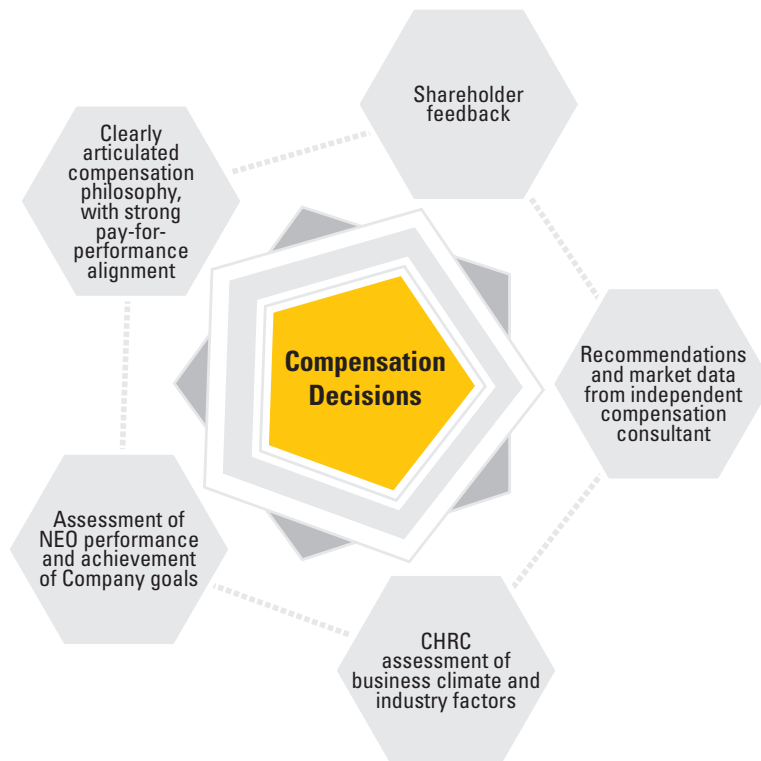 Shareholder
feedback
Clearly
articulated
compensation
philosophy,
with strong
pay-for-
performance
alignment
Compensation
Decisions
Recommendations
and market data
from independent
compensation
consultant
Assessment of
NEO performance
and achievement
of Company goals
CHRC
assessment of
business climate and
industry factors